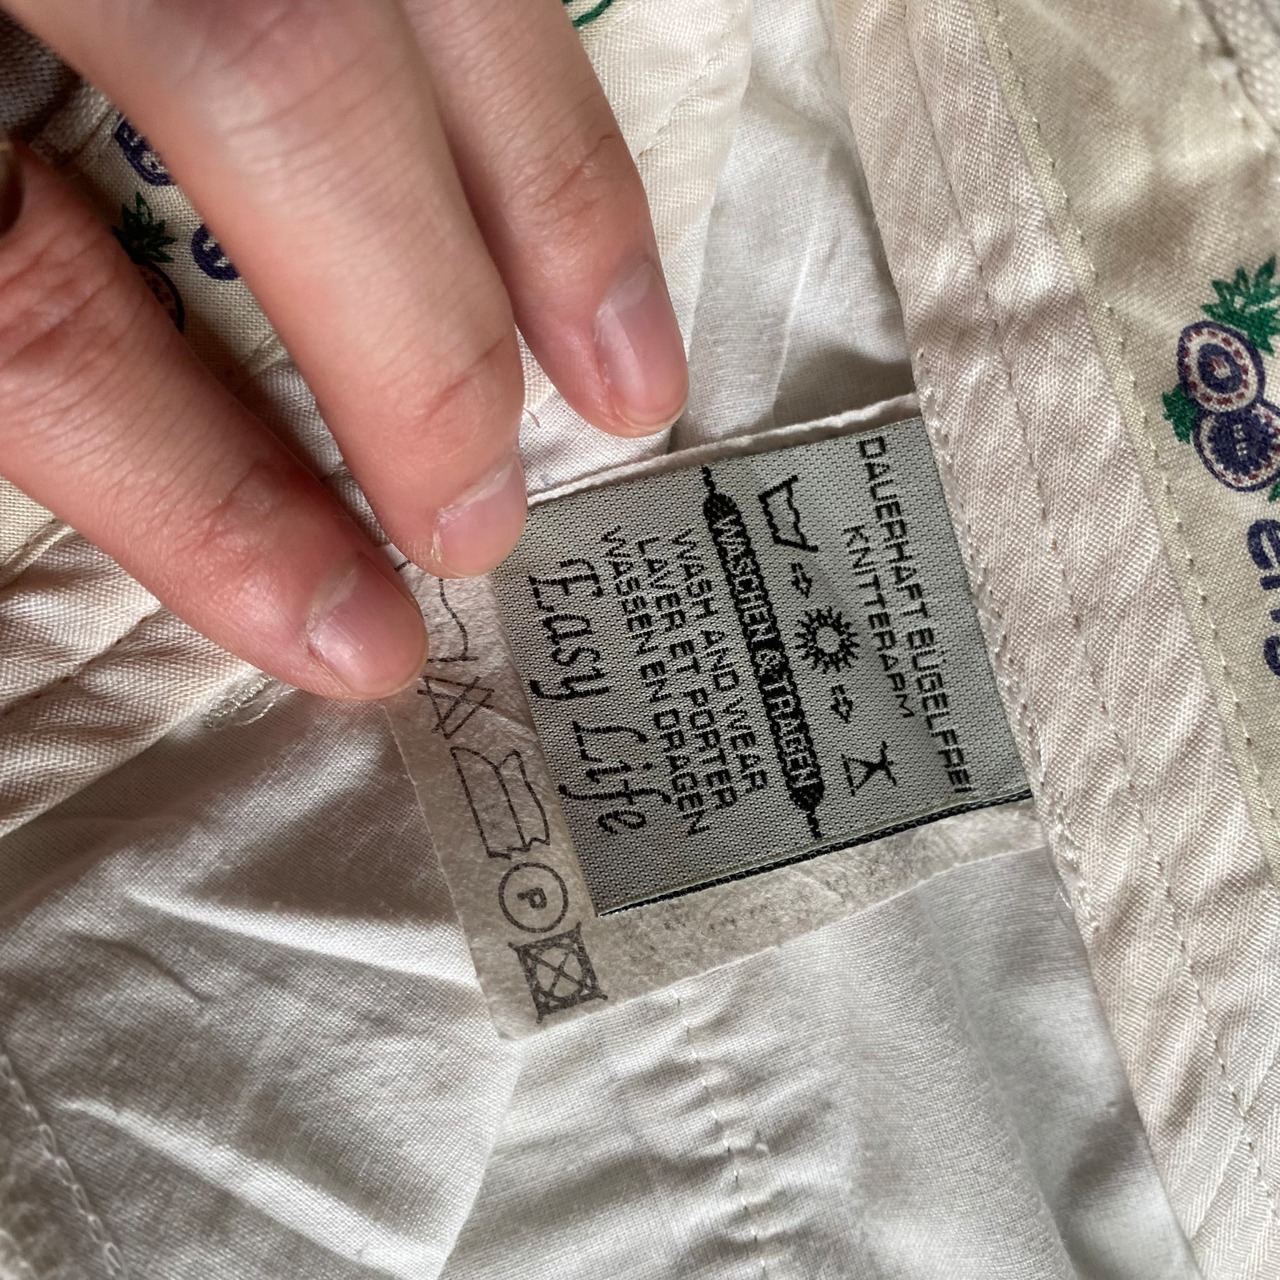 DAUERHAFT BÜGELFREI
KNITTERARM
WASCHEN & TRAGEN
WASH AND WEAR
LAVER ET PORTER
WASSEN EN DRAGEN
Easy Life
P